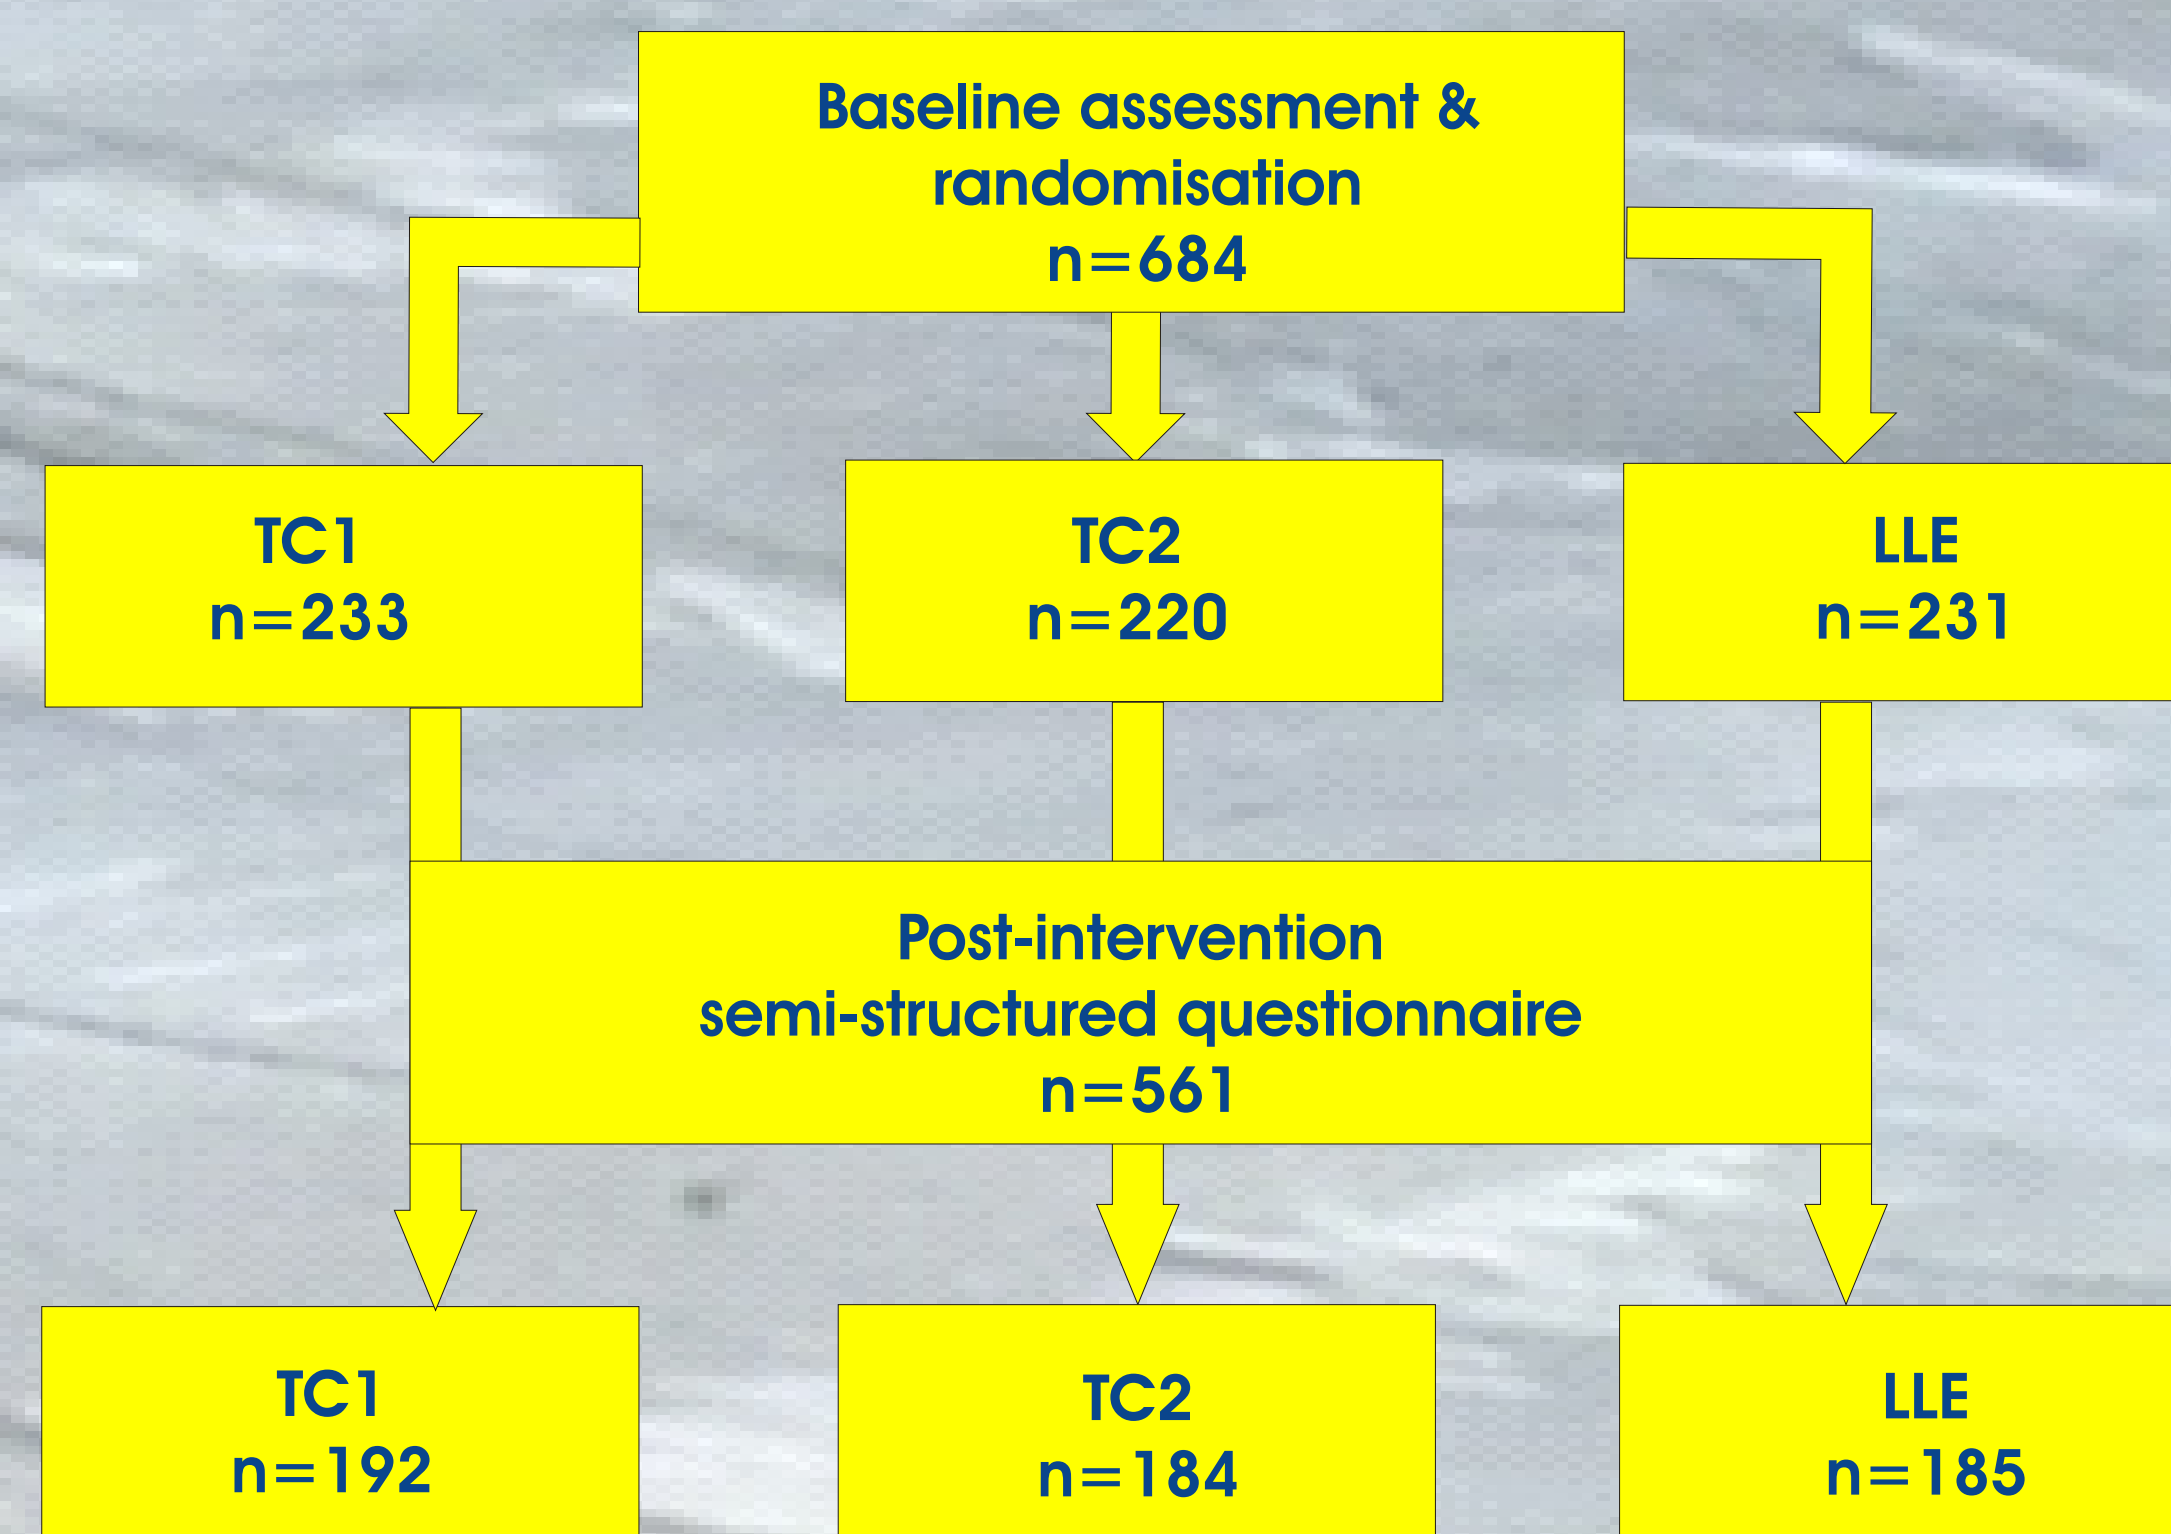 Baseline assessment &
randomisation
n=684
TC1
n=233
TC2
n=220
LLE
n=231
Post-intervention
semi-structured questionnaire
n=561
TC1
n=192
TC2
n=184
LLE
n=185